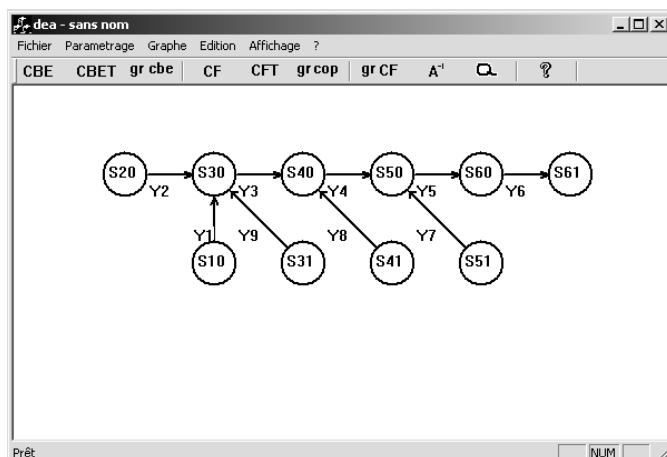 dea - sans nom
Fichier Parametrage Graphe Edition Affichage ?
CBE CBET gr cbe CF CFT gr cop gr CF A⁻¹ ?
S20 S30 S40 S50 S60 S61
Y2 Y3 Y4 Y5 Y6
Y1 Y9 Y8 Y7
S10 S31 S41 S51
Prêt NUM